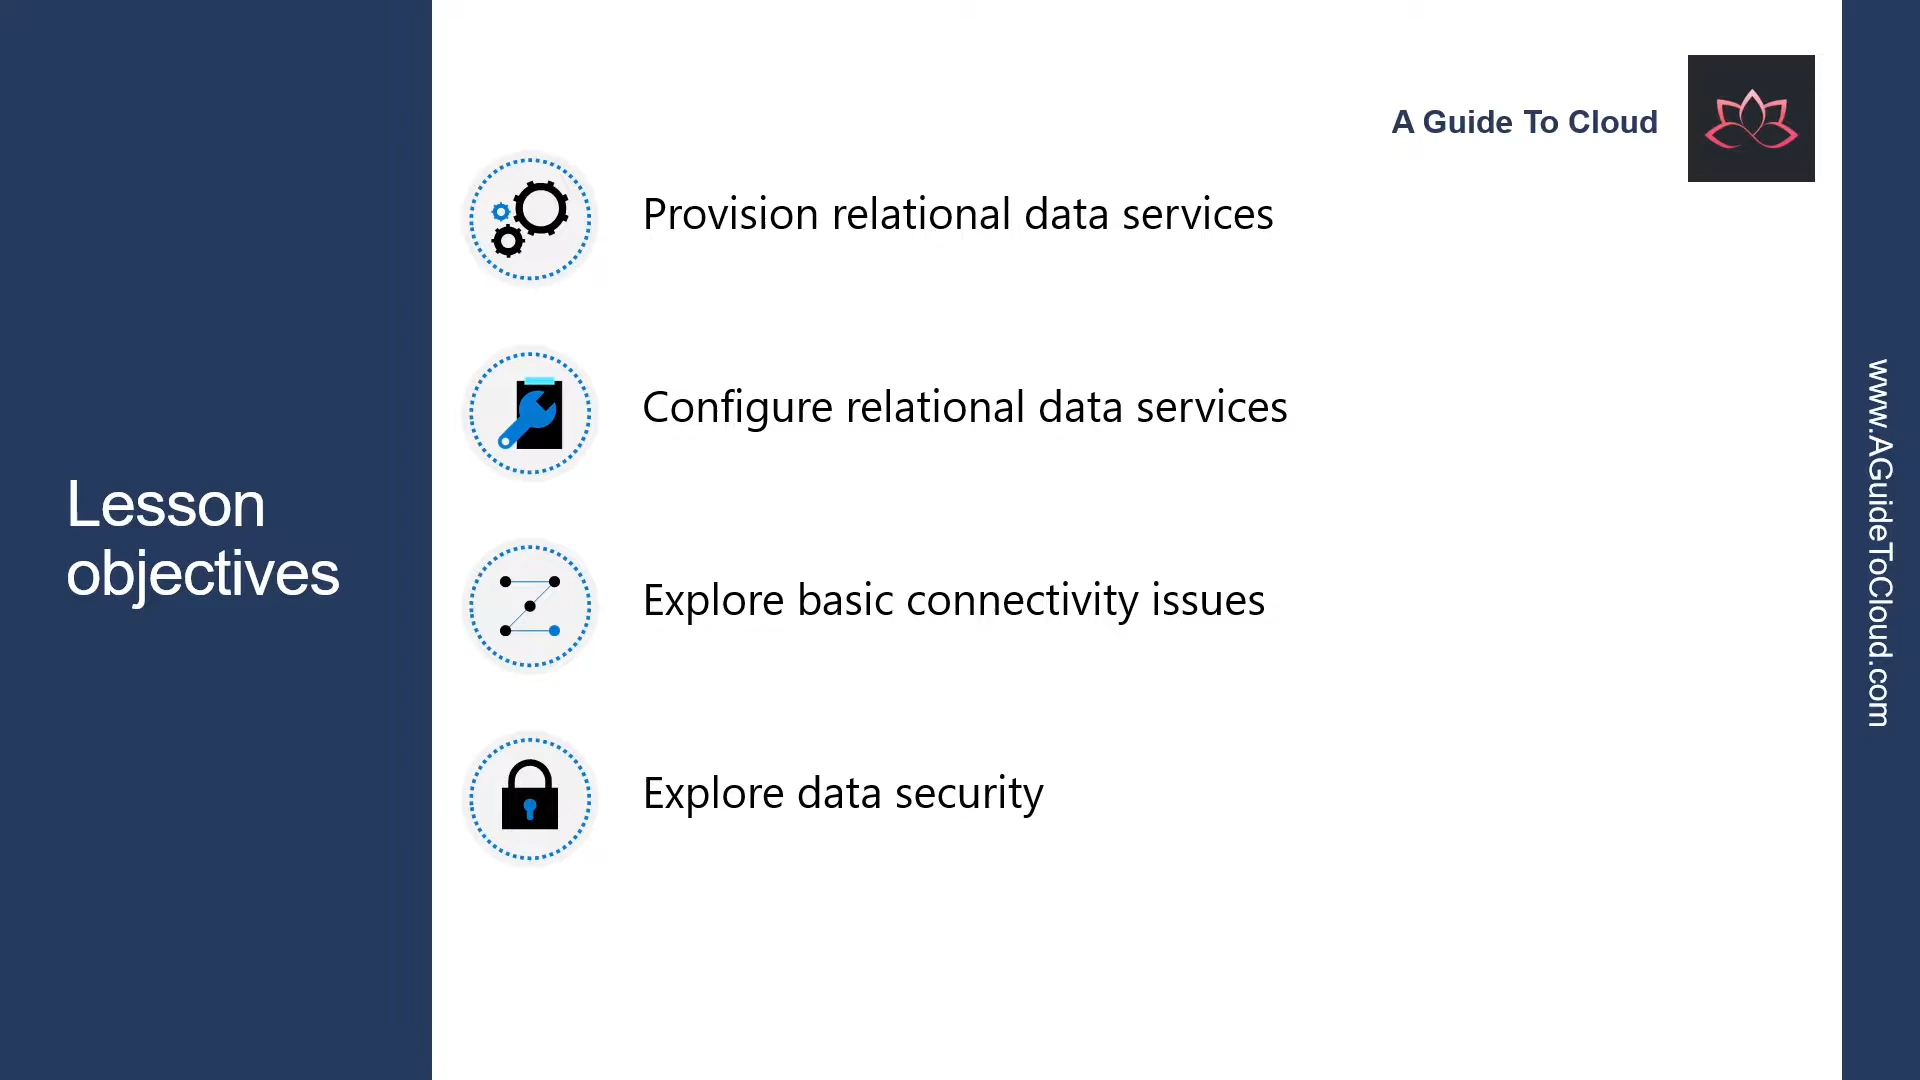 Lesson
objectives
A Guide To Cloud
Provision relational data services
Configure relational data services
Explore basic connectivity issues
Explore data security
www.AGuideToCloud.com